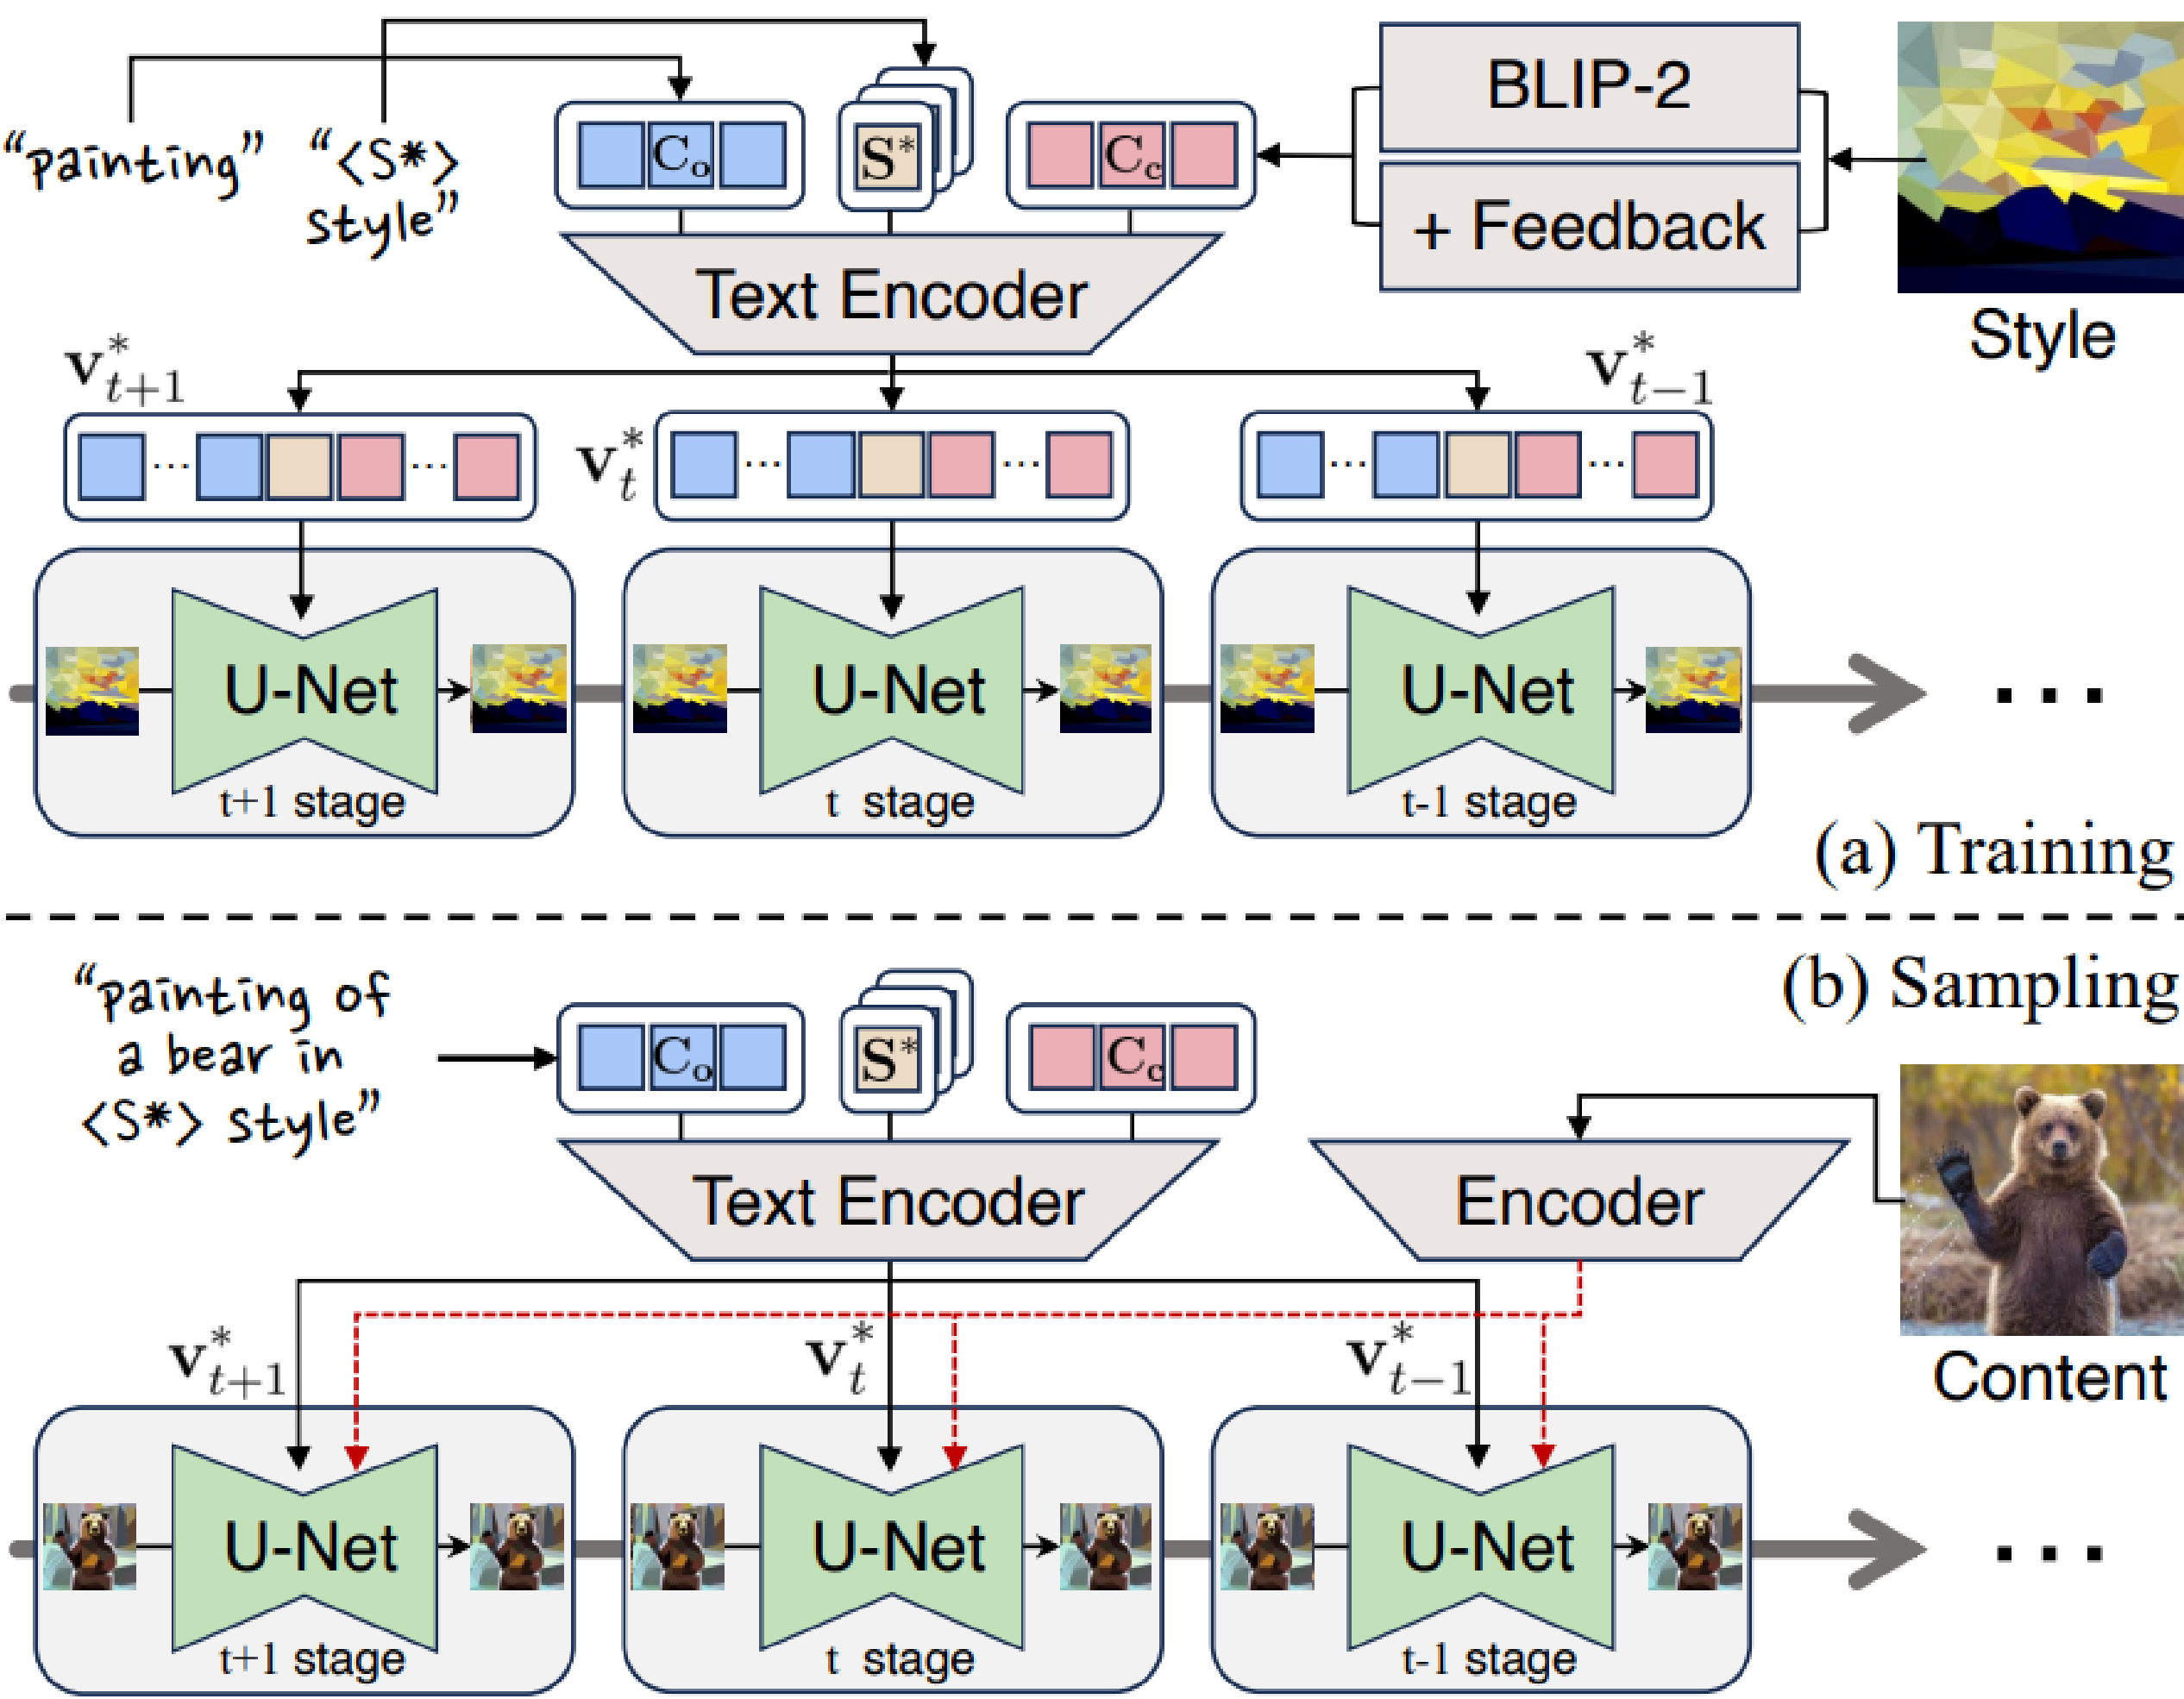 “painting”
“<S*>
style”
C_o
S*
C_c
BLIP-2
+ Feedback
Style
Text Encoder
v*_{t+1}
v*_t
v*_{t−1}
...
...
...
...
...
...
U-Net
t+1 stage
U-Net
t stage
U-Net
t-1 stage
...
(a) Training
(b) Sampling
“painting of
a bear in
<S*> style”
C_o
S*
C_c
Text Encoder
Encoder
Content
v*_{t+1}
v*_t
v*_{t−1}
U-Net
t+1 stage
U-Net
t stage
U-Net
t-1 stage
...